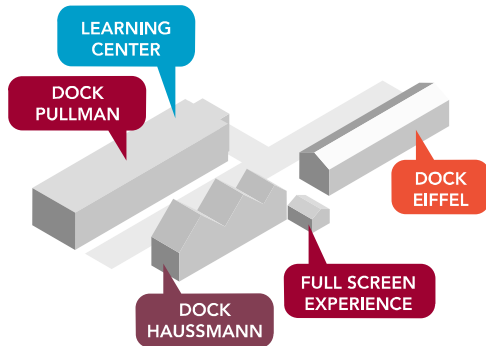 LEARNING
CENTER
DOCK
PULLMAN
DOCK
EIFFEL
FULL SCREEN
EXPERIENCE
DOCK
HAUSSMANN